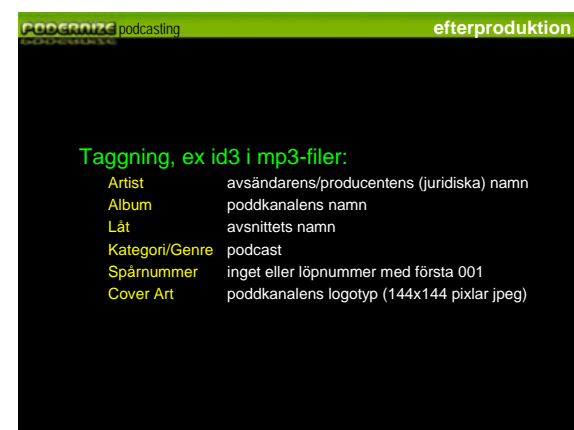 PODGERNIZE podcasting efterproduktion
Taggning, ex id3 i mp3-filer:
Artist avsändarens/producentens (juridiska) namn
Album poddkanalens namn
Låt avsnittets namn
Kategori/Genre podcast
Spårnummer inget eller löpnummer med första 001
Cover Art poddkanalens logotyp (144x144 pixlar jpeg)